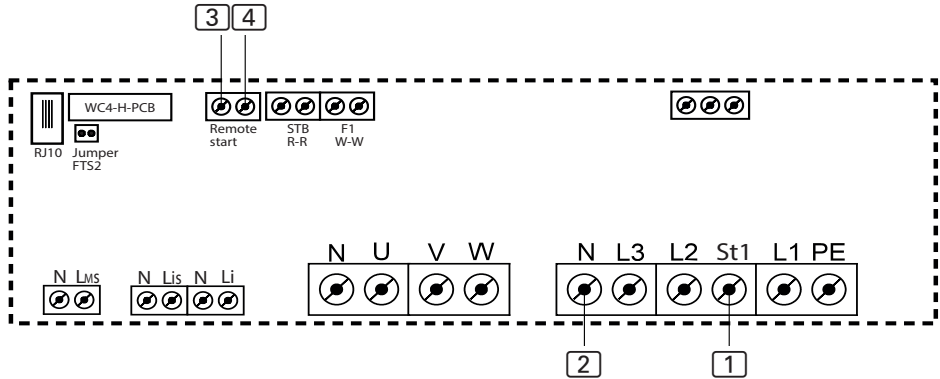 3 4
WC4-H-PCB
RJ10
Jumper
FTS2
Remote
start
STB
R-R
F1
W-W
N LMS
N Lis N Li
N U V W
N L3 L2 St1 L1 PE
2 1